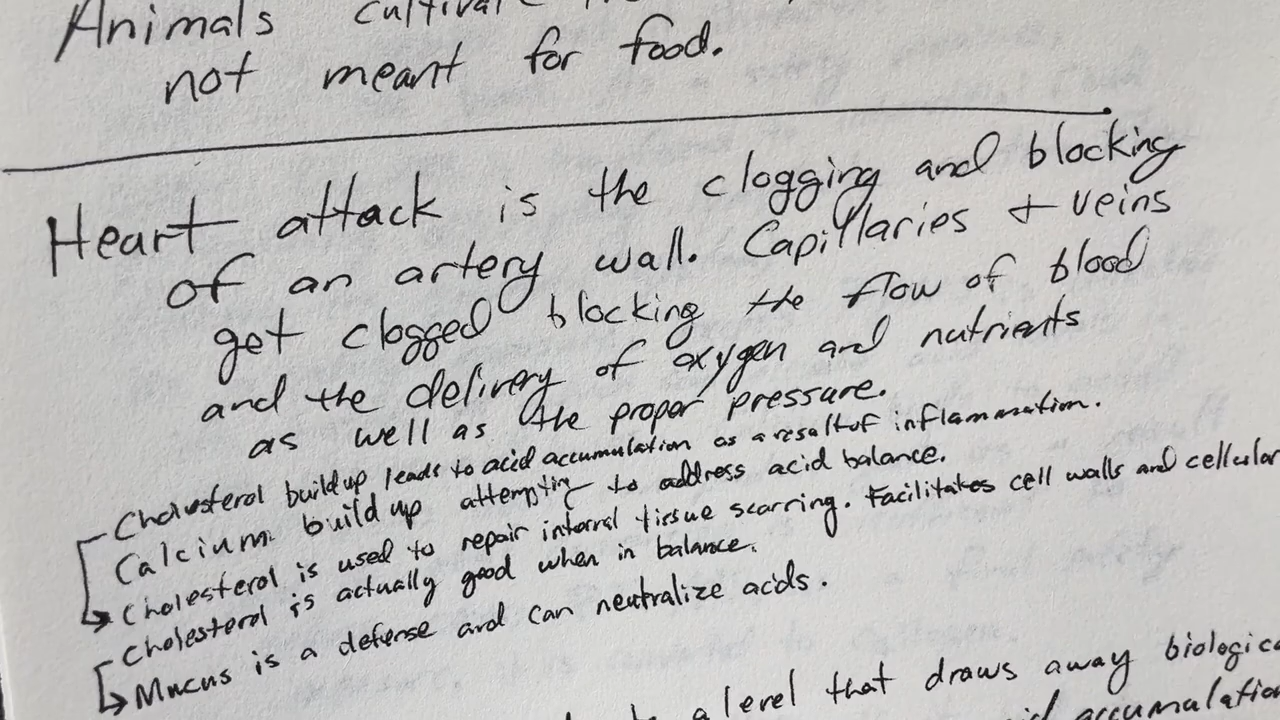 Animals
not meant for food.
Heart attack is the clogging and blocking
of an artery wall. Capillaries + veins
get clogged blocking the flow of blood
and the delivery of oxygen and nutrients
as well as the proper pressure.
Cholesterol buildup leads to acid accumulation as a result of inflammation.
Calcium build up attempting to address acid balance.
Cholesterol is used to repair internal tissue scarring. Facilitates cell walls and cellular
Cholesterol is actually good when in balance.
Mucus is a defense and can neutralize acids.
a level that draws away
accumulation